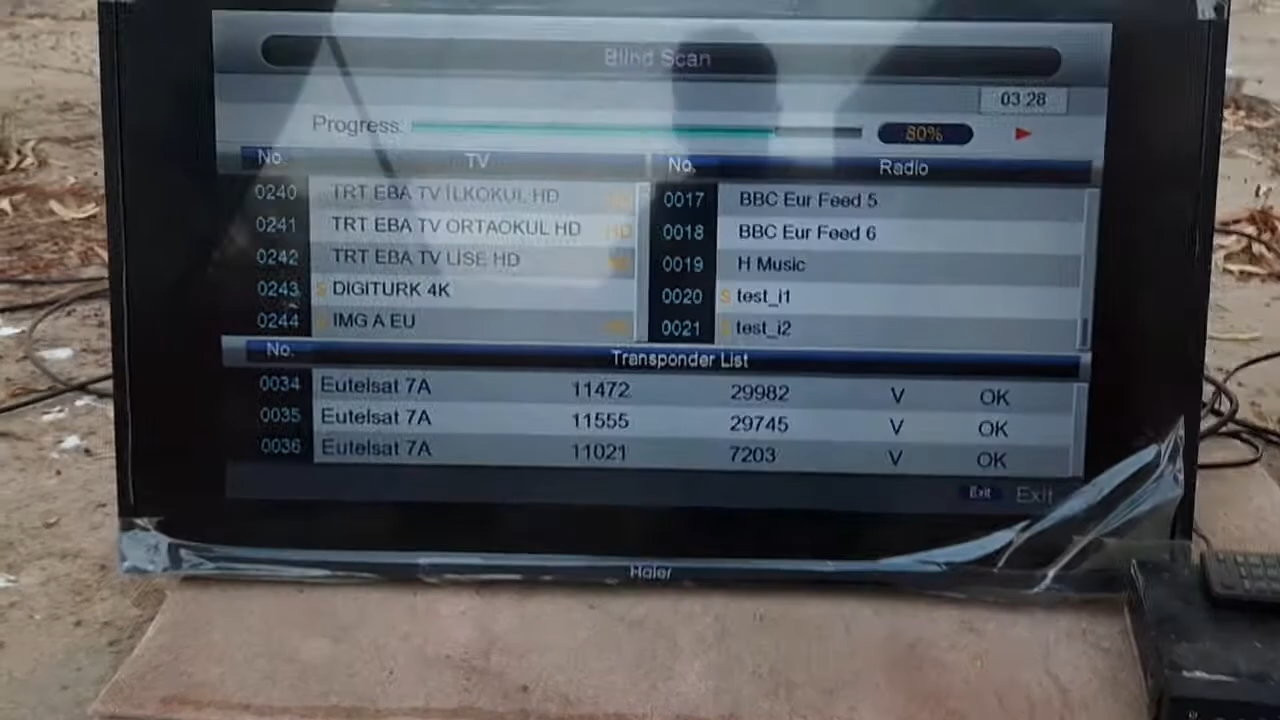 Blind Scan
03:28
Progress: 80%
No. TV No. Radio
0240 TRT EBA TV İLKOKUL HD 0017 BBC Eur Feed 5
0241 TRT EBA TV ORTAOKUL HD HD 0018 BBC Eur Feed 6
0242 TRT EBA TV LİSE HD 0019 H Music
0243 S DIGITURK 4K 0020 S test_i1
0244 IMG A EU 0021 test_i2
No. Transponder List
0034 Eutelsat 7A 11472 29982 V OK
0035 Eutelsat 7A 11555 29745 V OK
0036 Eutelsat 7A 11021 7203 V OK
Exit Exit
Haier